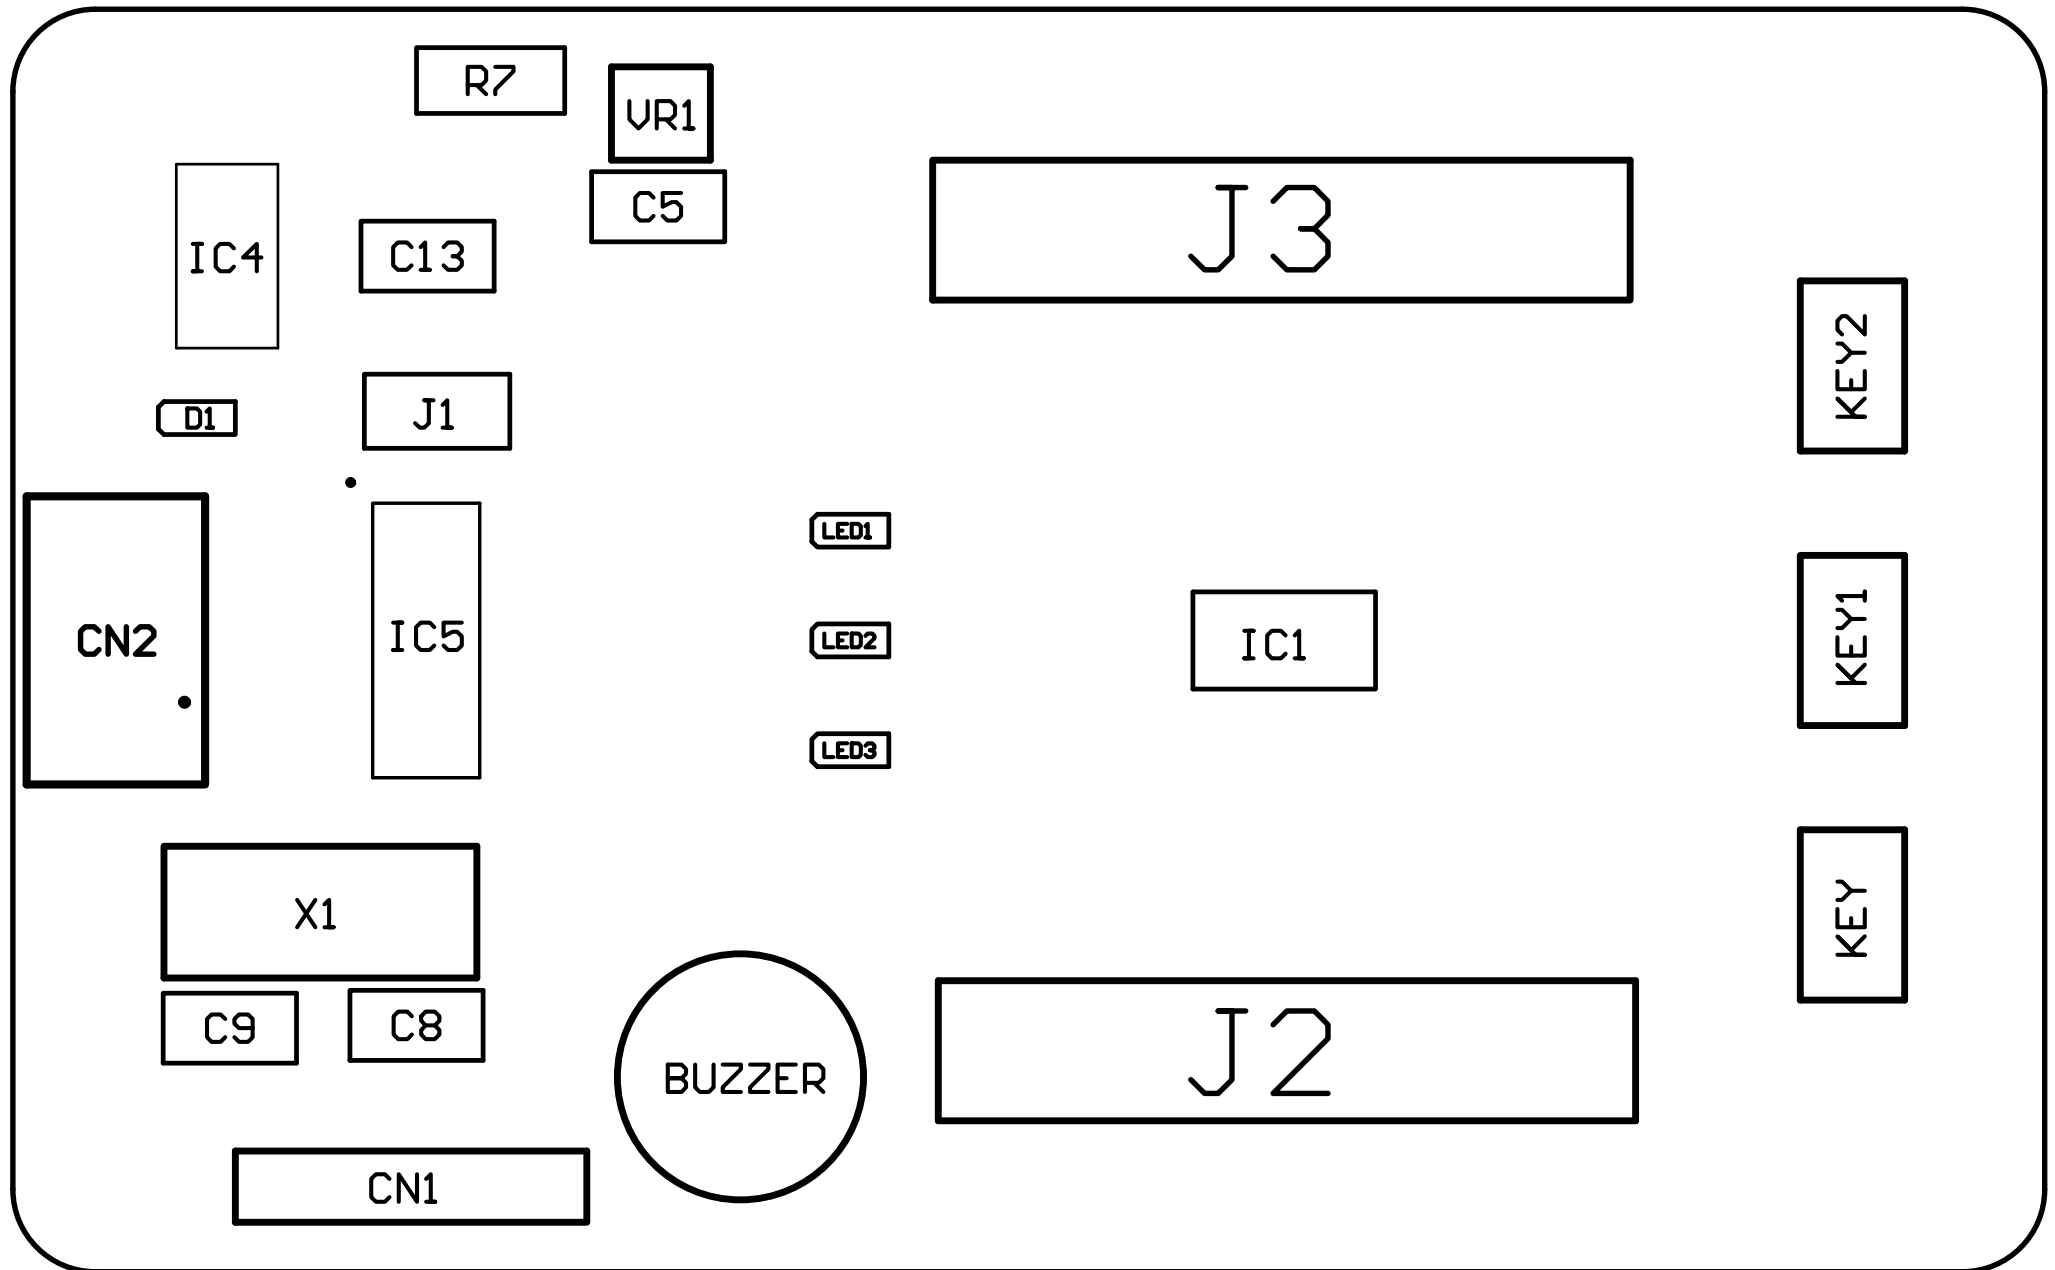 R7
VR1
C5
J3
IC4
C13
KEY2
D1
J1
LED1
CN2
IC5
LED2
IC1
KEY1
LED3
X1
KEY
C9
C8
BUZZER
J2
CN1